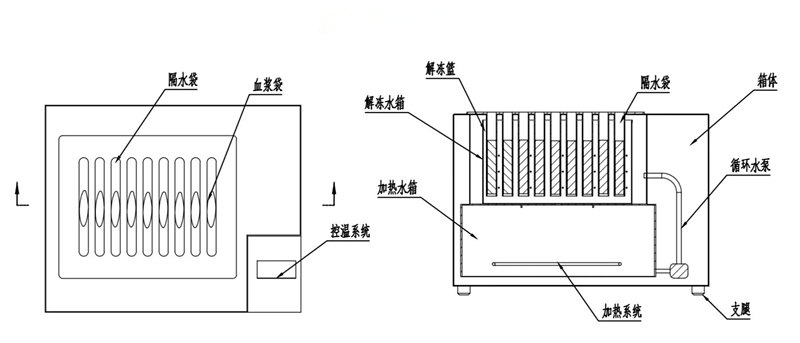 隔水袋
血浆袋
控温系统
解冻篮
隔水袋
箱体
解冻水箱
循环水泵
加热水箱
加热系统
支腿